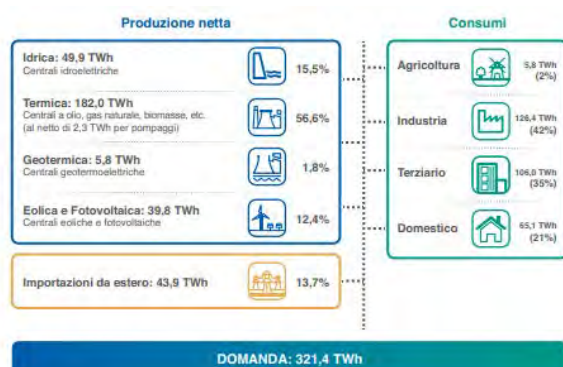 Produzione netta
Idrica: 49,9 TWh
Centrali idroelettriche
15,5%
Termica: 182,0 TWh
Centrali a olio, gas naturale, biomasse, etc.
(al netto di 2,3 TWh per pompaggi)
56,6%
Geotermica: 5,8 TWh
Centrali geotermoelettriche
1,8%
Eolica e Fotovoltaica: 39,8 TWh
Centrali eoliche e fotovoltaiche
12,4%
Importazioni da estero: 43,9 TWh
13,7%
Consumi
Agricoltura
5,8 TWh
(2%)
Industria
126,4 TWh
(42%)
Terziario
106,0 TWh
(35%)
Domestico
65,1 TWh
(21%)
DOMANDA: 321,4 TWh